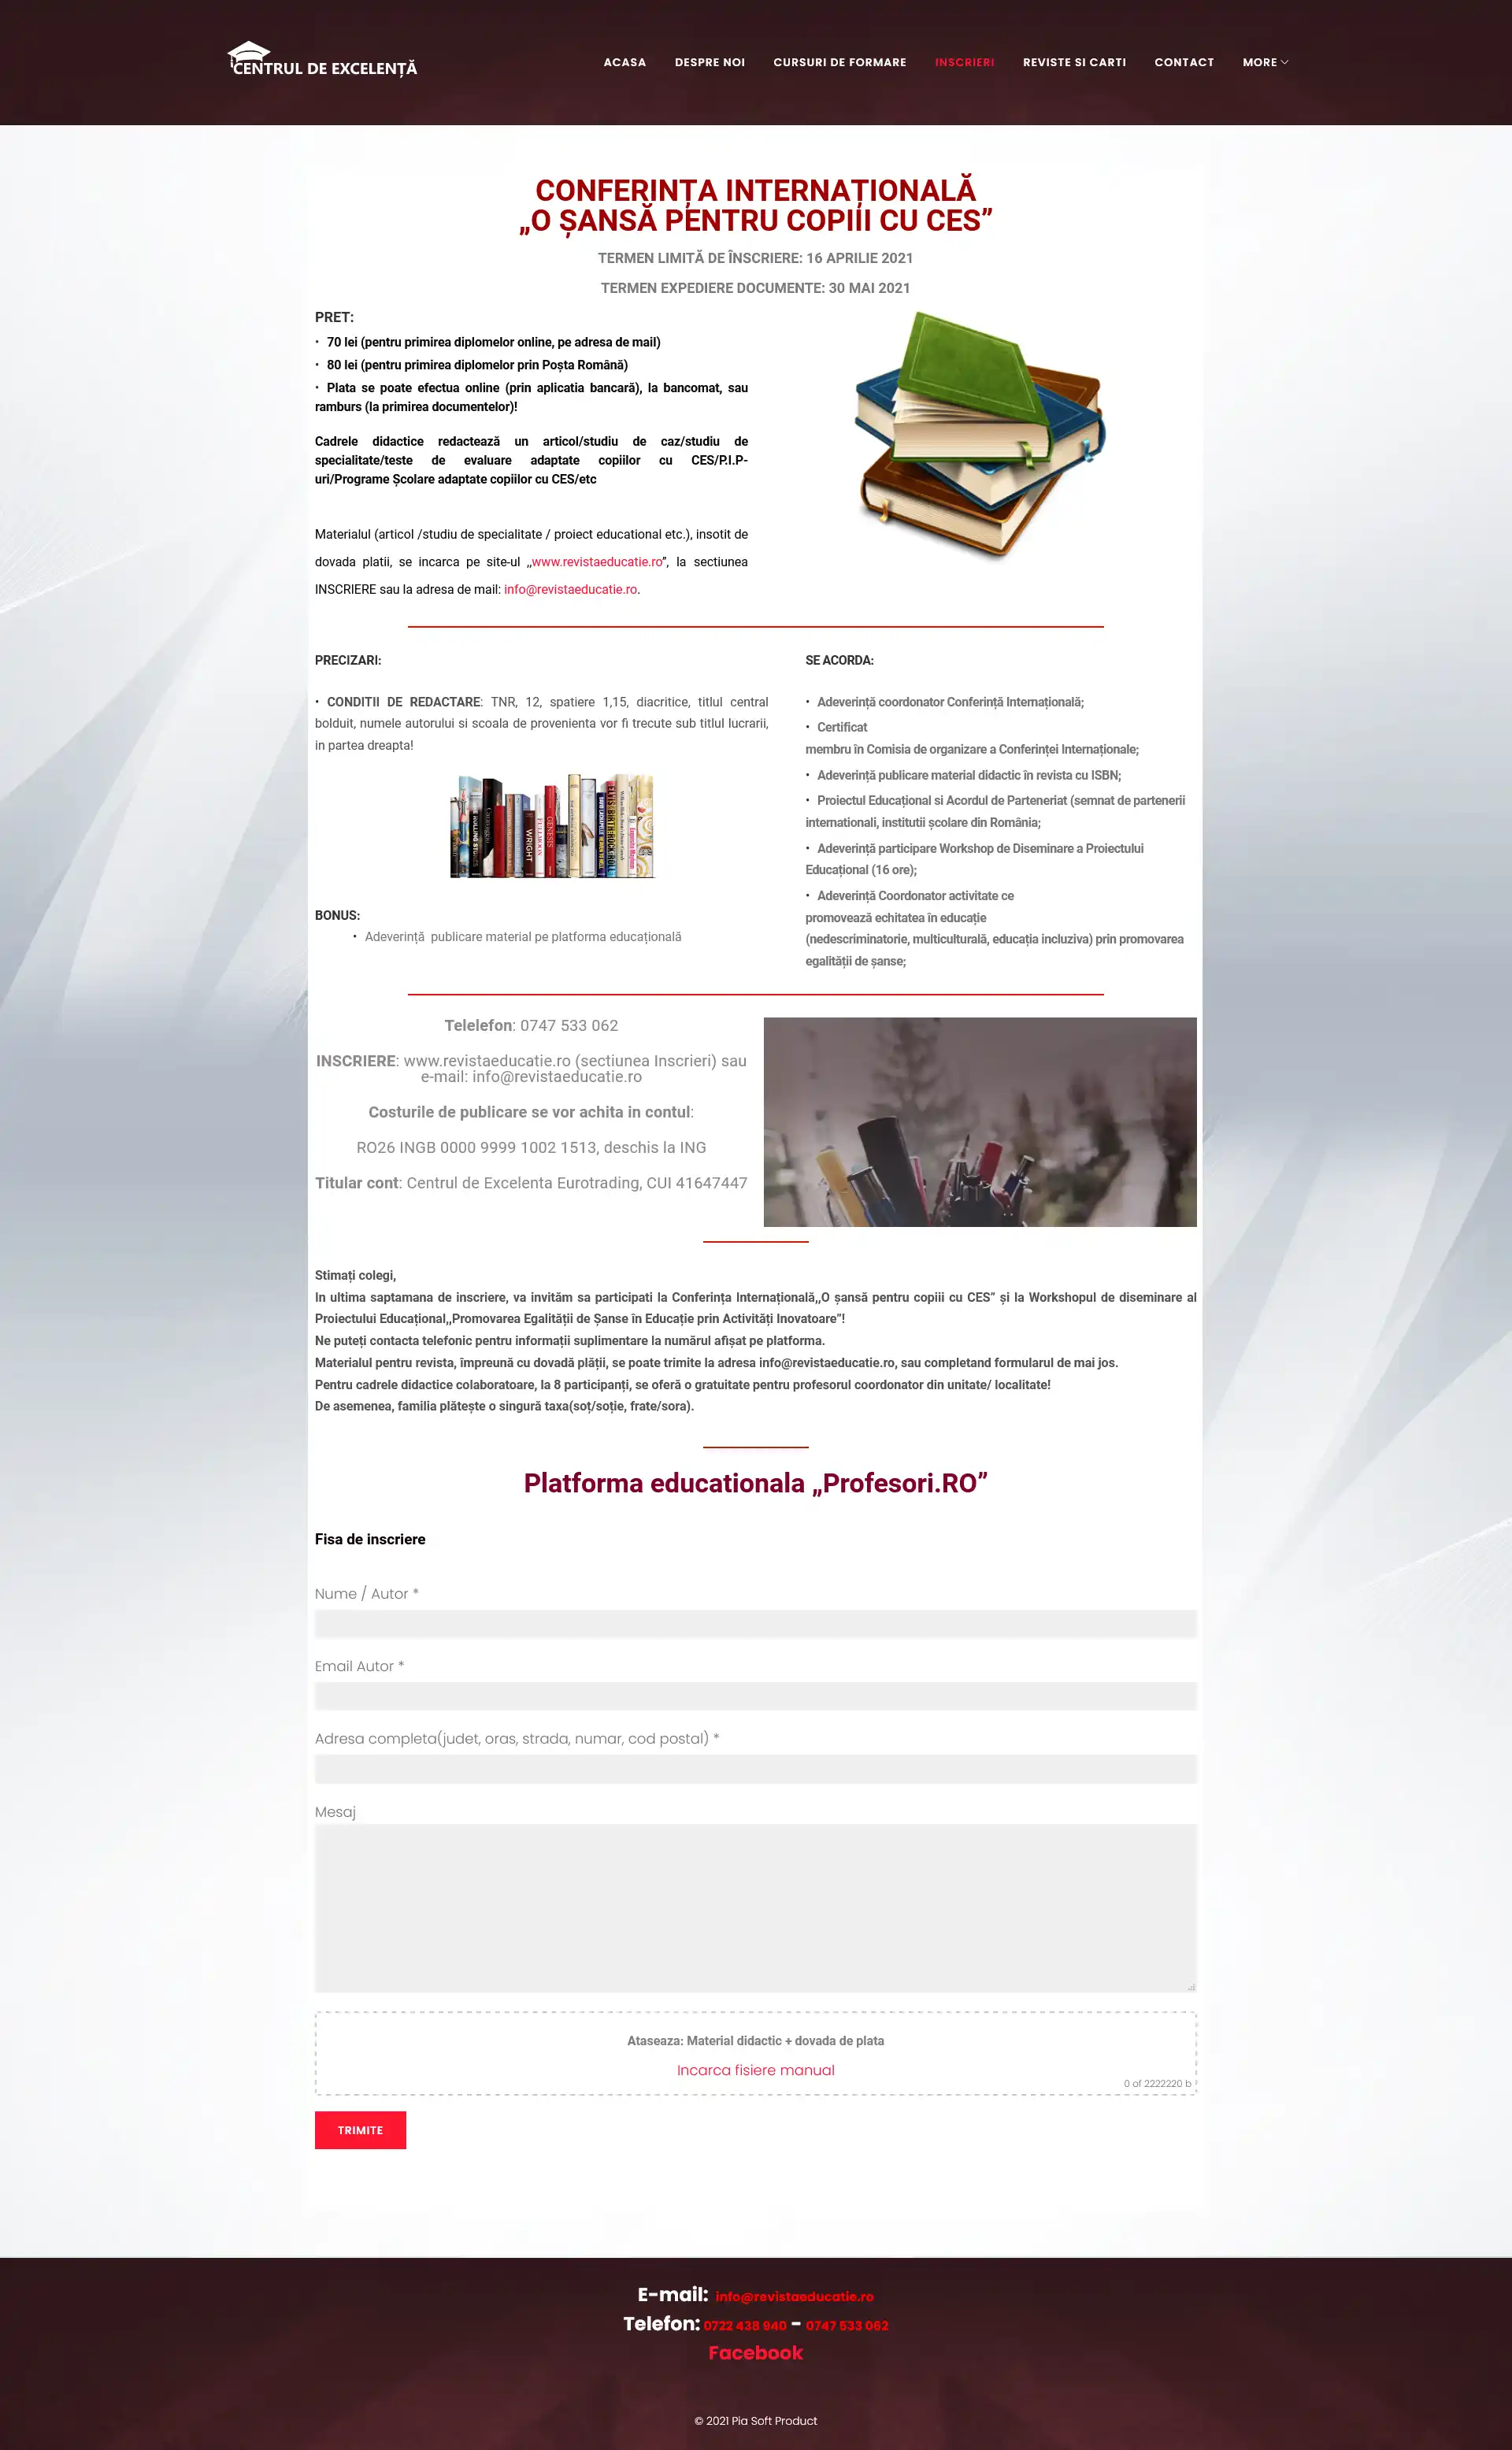 CENTRUL DE EXCELENȚĂ
ACASA DESPRE NOI CURSURI DE FORMARE INSCRIERI REVISTE SI CARTI CONTACT MORE
CONFERINȚA INTERNAȚIONALĂ
„O ȘANSĂ PENTRU COPIII CU CES”
TERMEN LIMITĂ DE ÎNSCRIERE: 16 APRILIE 2021
TERMEN EXPEDIERE DOCUMENTE: 30 MAI 2021
PRET:
• 70 lei (pentru primirea diplomelor online, pe adresa de mail)
• 80 lei (pentru primirea diplomelor prin Poșta Română)
• Plata se poate efectua online (prin aplicatia bancară), la bancomat, sau
ramburs (la primirea documentelor)!
Cadrele didactice redactează un articol/studiu de caz/studiu de
specialitate/teste de evaluare adaptate copiilor cu CES/P.I.P-
uri/Programe Școlare adaptate copiilor cu CES/etc
Materialul (articol /studiu de specialitate / proiect educational etc.), insotit de
dovada platii, se incarca pe site-ul ,,www.revistaeducatie.ro”, la sectiunea
INSCRIERE sau la adresa de mail: info@revistaeducatie.ro.
PRECIZARI:
• CONDITII DE REDACTARE: TNR, 12, spatiere 1,15, diacritice, titlul central
bolduit, numele autorului si scoala de provenienta vor fi trecute sub titlul lucrarii,
in partea dreapta!
WRIGHT
FULLMOON
GENESIS
BONUS:
• Adeverință  publicare material pe platforma educațională
SE ACORDA:
• Adeverință coordonator Conferință Internațională;
• Certificat
membru în Comisia de organizare a Conferinței Internaționale;
• Adeverință publicare material didactic în revista cu ISBN;
• Proiectul Educațional si Acordul de Parteneriat (semnat de partenerii
internationali, institutii școlare din România;
• Adeverință participare Workshop de Diseminare a Proiectului
Educațional (16 ore);
• Adeverință Coordonator activitate ce
promovează echitatea în educație
(nedescriminatorie, multiculturală, educația incluziva) prin promovarea
egalității de șanse;
Telelefon: 0747 533 062
INSCRIERE: www.revistaeducatie.ro (sectiunea Inscrieri) sau
e-mail: info@revistaeducatie.ro
Costurile de publicare se vor achita in contul:
RO26 INGB 0000 9999 1002 1513, deschis la ING
Titular cont: Centrul de Excelenta Eurotrading, CUI 41647447
Stimați colegi,
In ultima saptamana de inscriere, va invităm sa participati la Conferința Internațională,,O șansă pentru copiii cu CES” și la Workshopul de diseminare al
Proiectului Educațional,,Promovarea Egalității de Șanse în Educație prin Activități Inovatoare”!
Ne puteți contacta telefonic pentru informații suplimentare la numărul afișat pe platforma.
Materialul pentru revista, împreună cu dovadă plății, se poate trimite la adresa info@revistaeducatie.ro, sau completand formularul de mai jos.
Pentru cadrele didactice colaboratoare, la 8 participanți, se oferă o gratuitate pentru profesorul coordonator din unitate/ localitate!
De asemenea, familia plătește o singură taxa(soț/soție, frate/sora).
Platforma educationala „Profesori.RO”
Fisa de inscriere
Nume / Autor *
Email Autor *
Adresa completa(judet, oras, strada, numar, cod postal) *
Mesaj
Ataseaza: Material didactic + dovada de plata
Incarca fisiere manual
0 of 2222220 b
TRIMITE
E-mail: info@revistaeducatie.ro
Telefon: 0722 438 940 – 0747 533 062
Facebook
© 2021 Pia Soft Product